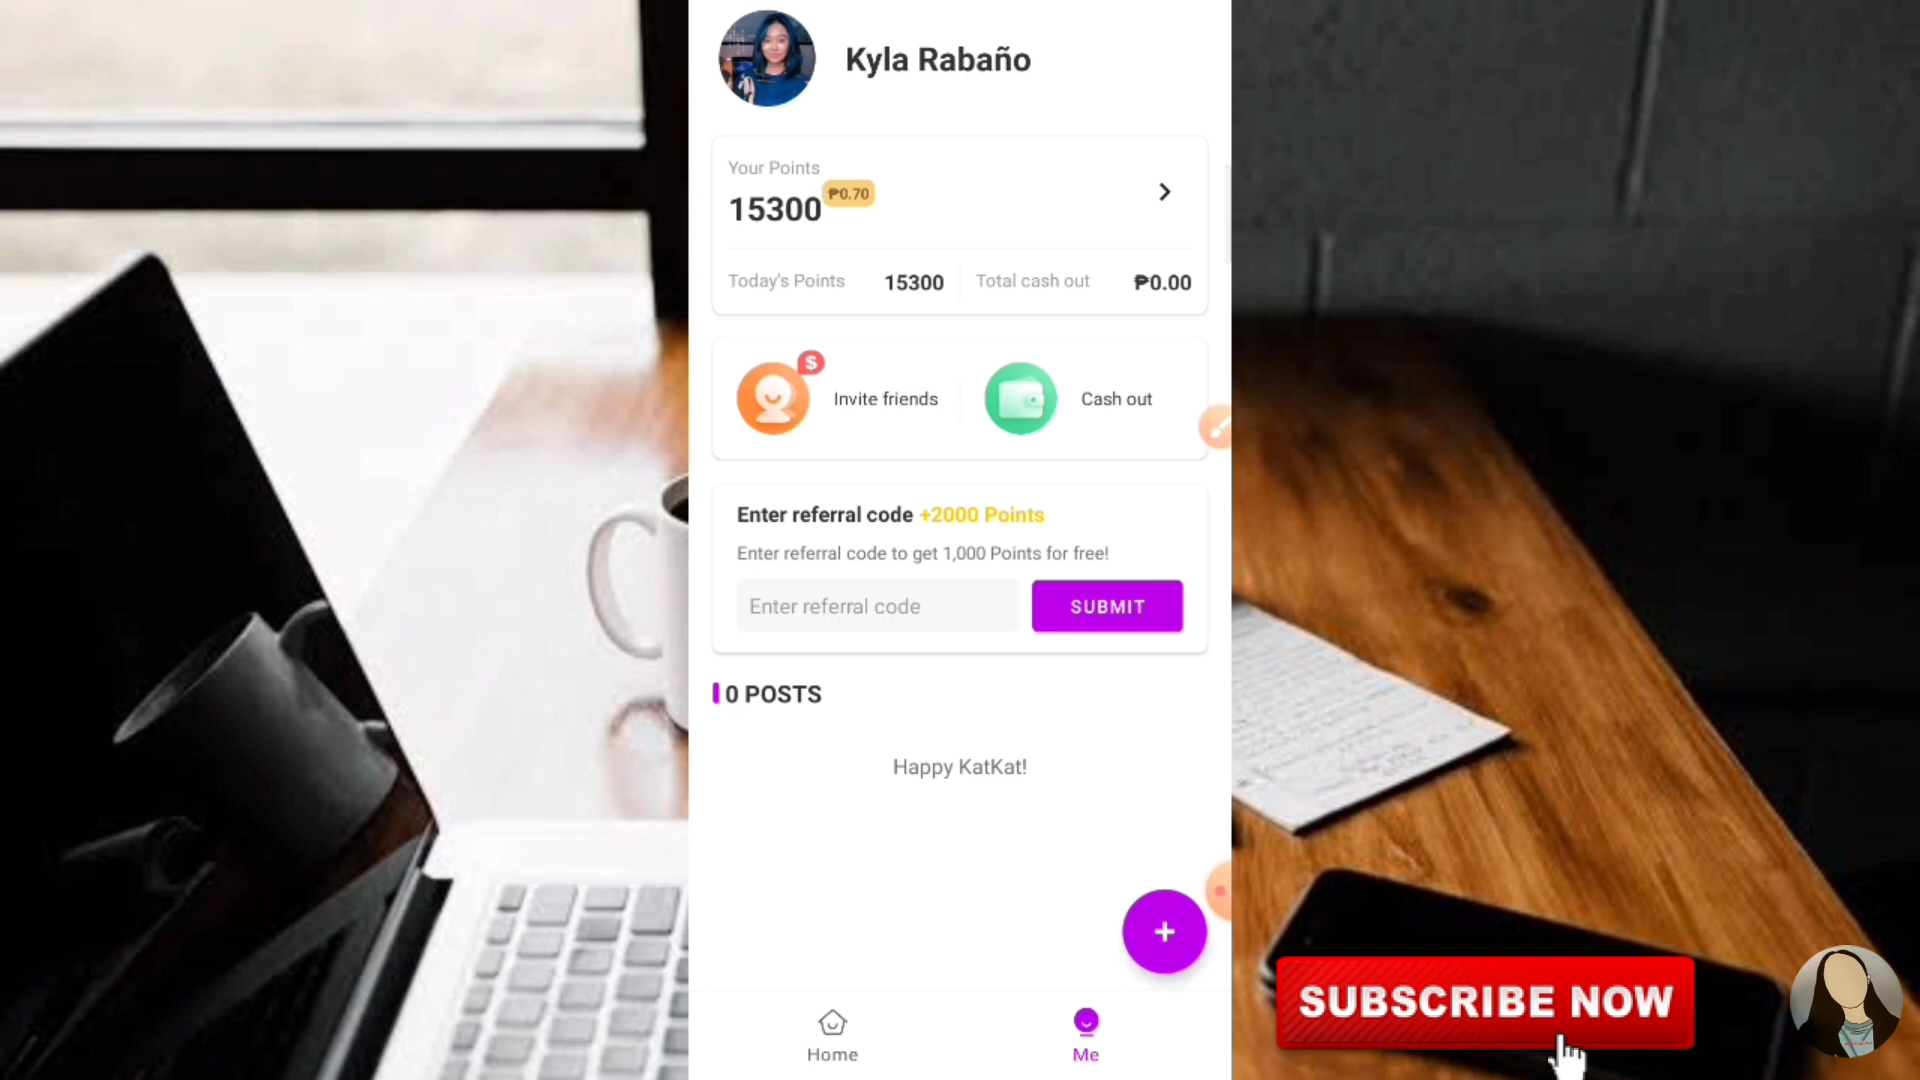 Kyla Rabaño
Your Points
15300
₱0.70
Today's Points 15300
Total cash out ₱0.00
$
Invite friends
Cash out
Enter referral code +2000 Points
Enter referral code to get 1,000 Points for free!
Enter referral code
SUBMIT
0 POSTS
Happy KatKat!
+
Home
Me
SUBSCRIBE NOW